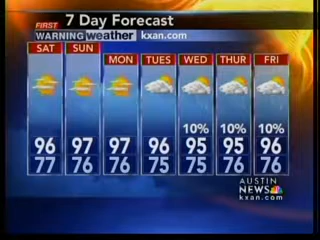 FIRST 7 Day Forecast
WARNING weather kxan.com
SAT SUN MON TUES WED THUR FRI
10% 10% 10%
96 97 97 96 95 95 96
77 76 76 75 75 76 76
AUSTIN
NEWS
kxan.com